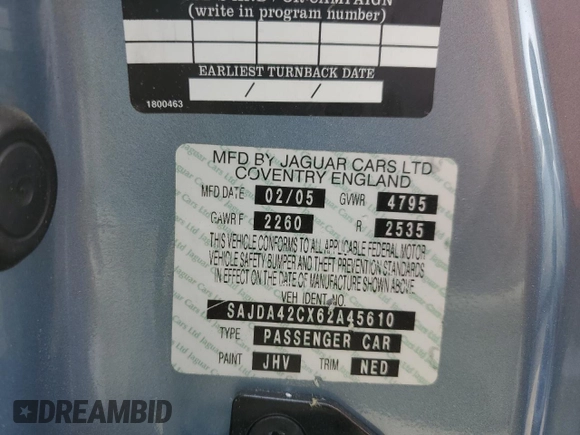 (write in program number)
EARLIEST TURNBACK DATE
/ /
1800463
MFD BY JAGUAR CARS LTD
COVENTRY ENGLAND
MFD DATE 02/05 GVWR 4795
GAWR F 2260 R 2535
THIS VEHICLE CONFORMS TO ALL APPLICABLE FEDERAL MOTOR
VEHICLE SAFETY BUMPER AND THEFT PREVENTION STANDARDS
IN EFFECT ON THE DATE OF MANUFACTURE SHOWN ABOVE
VEH IDENT. NO.
SAJDA42CX62A45610
TYPE PASSENGER CAR
PAINT JHV TRIM NED
DREAMBID